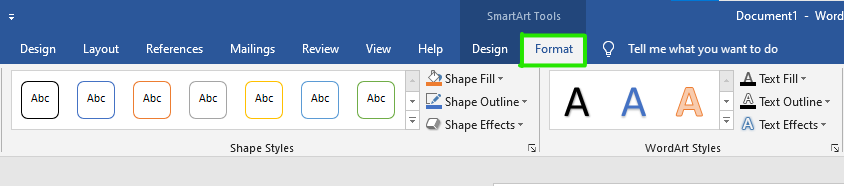 SmartArt Tools
Document1 - Word
Design Layout References Mailings Review View Help Design Format Tell me what you want to do
Abc Abc Abc Abc Abc Abc Abc Shape Fill A A A Text Fill
Shape Outline Text Outline
Shape Effects Text Effects
Shape Styles WordArt Styles